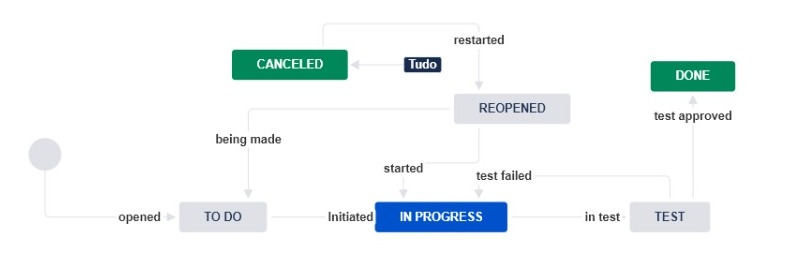 restarted
CANCELED
Tudo
DONE
REOPENED
test approved
being made
started
test failed
opened
TO DO
Initiated
IN PROGRESS
in test
TEST